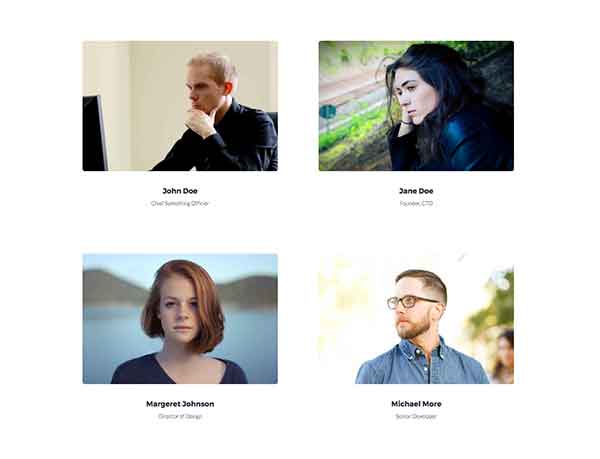 John Doe
Chief Something Officer
Jane Doe
Founder, CTO
Margeret Johnson
Director of Design
Michael More
Senior Developer